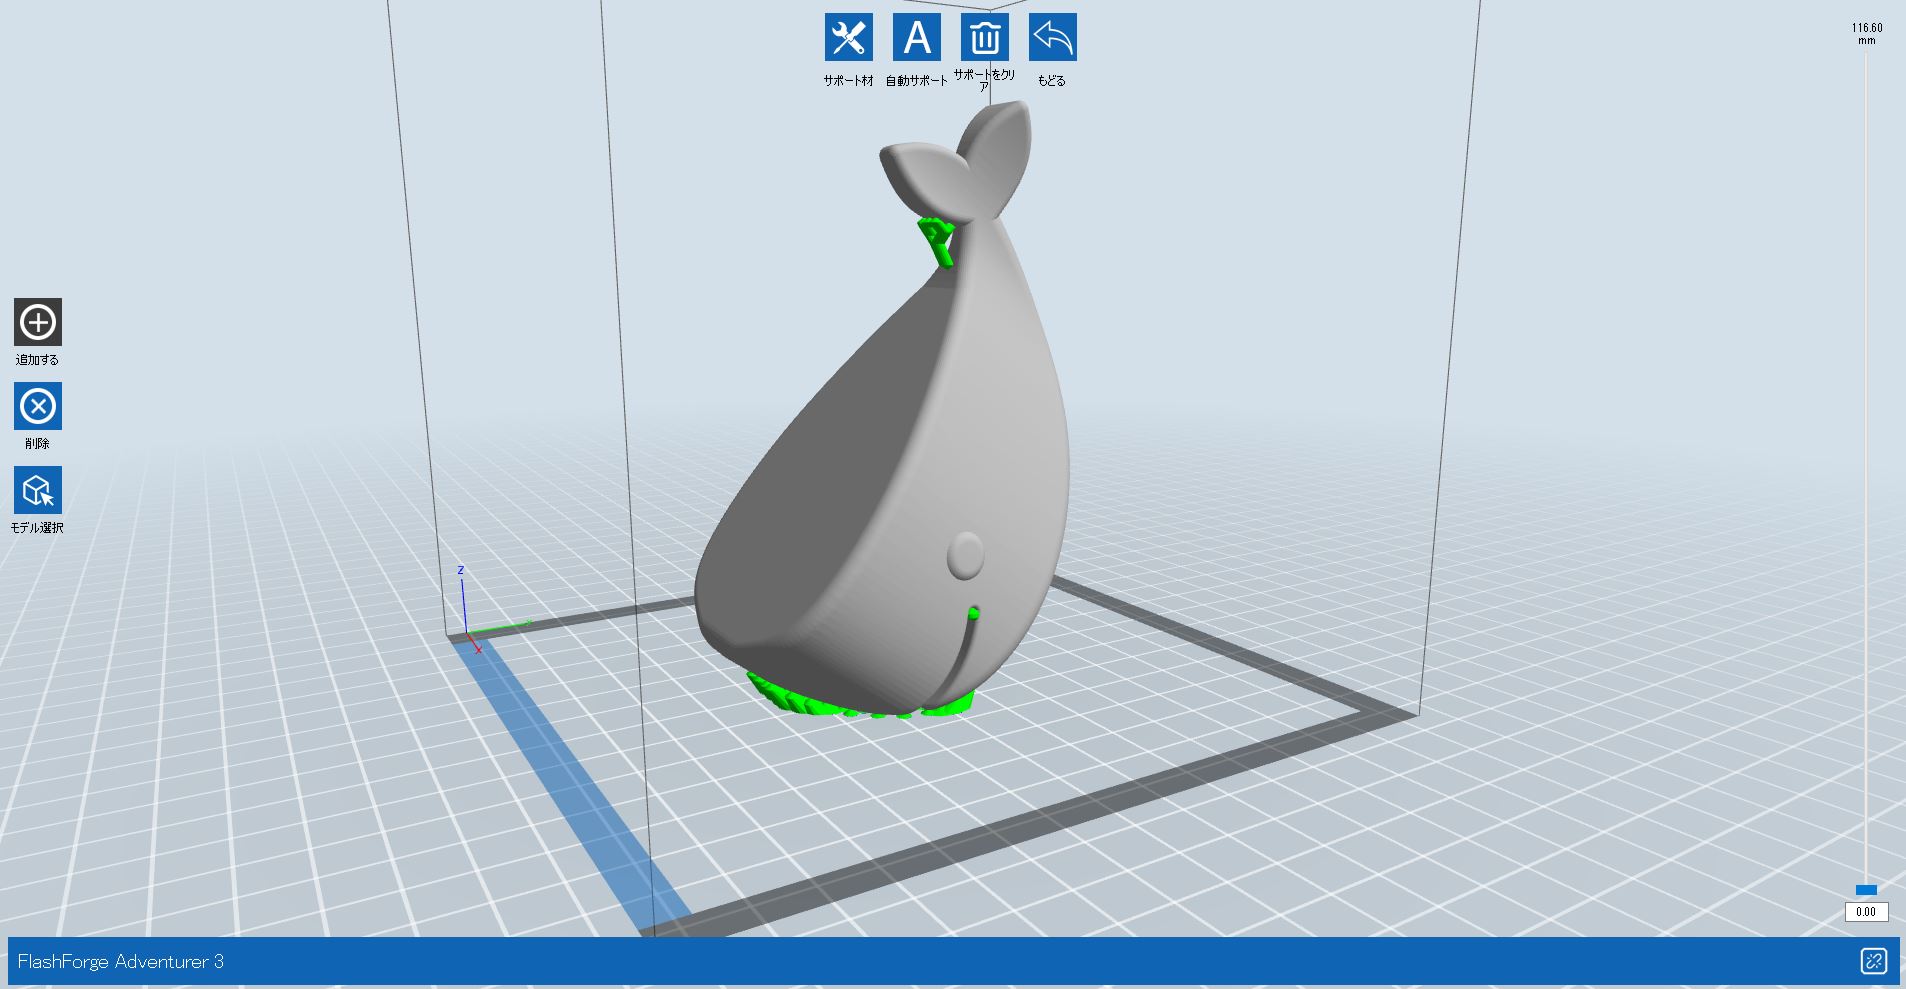 116.60
mm
サポート材
自動サポート
サポートをクリ
ア
もどる
追加する
削除
モデル選択
Z
Y
X
0.00
FlashForge Adventurer 3